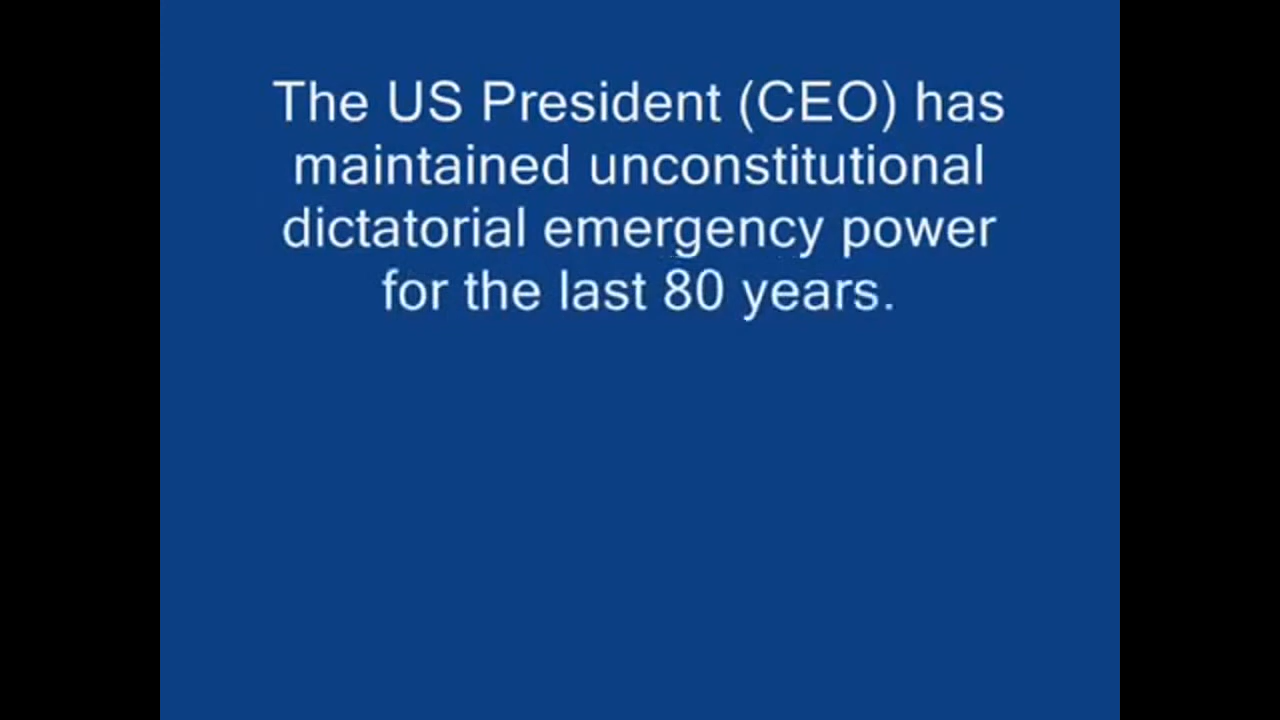 The US President (CEO) has
maintained unconstitutional
dictatorial emergency power
for the last 80 years.